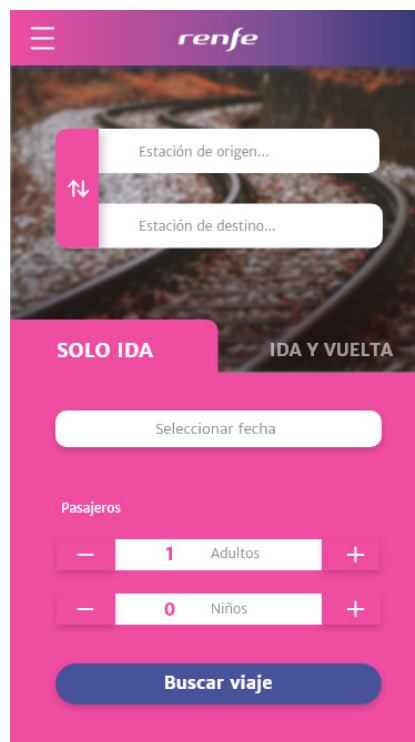 renfe
Estación de origen...
Estación de destino...
SOLO IDA
IDA Y VUELTA
Seleccionar fecha
Pasajeros
1 Adultos
0 Niños
Buscar viaje